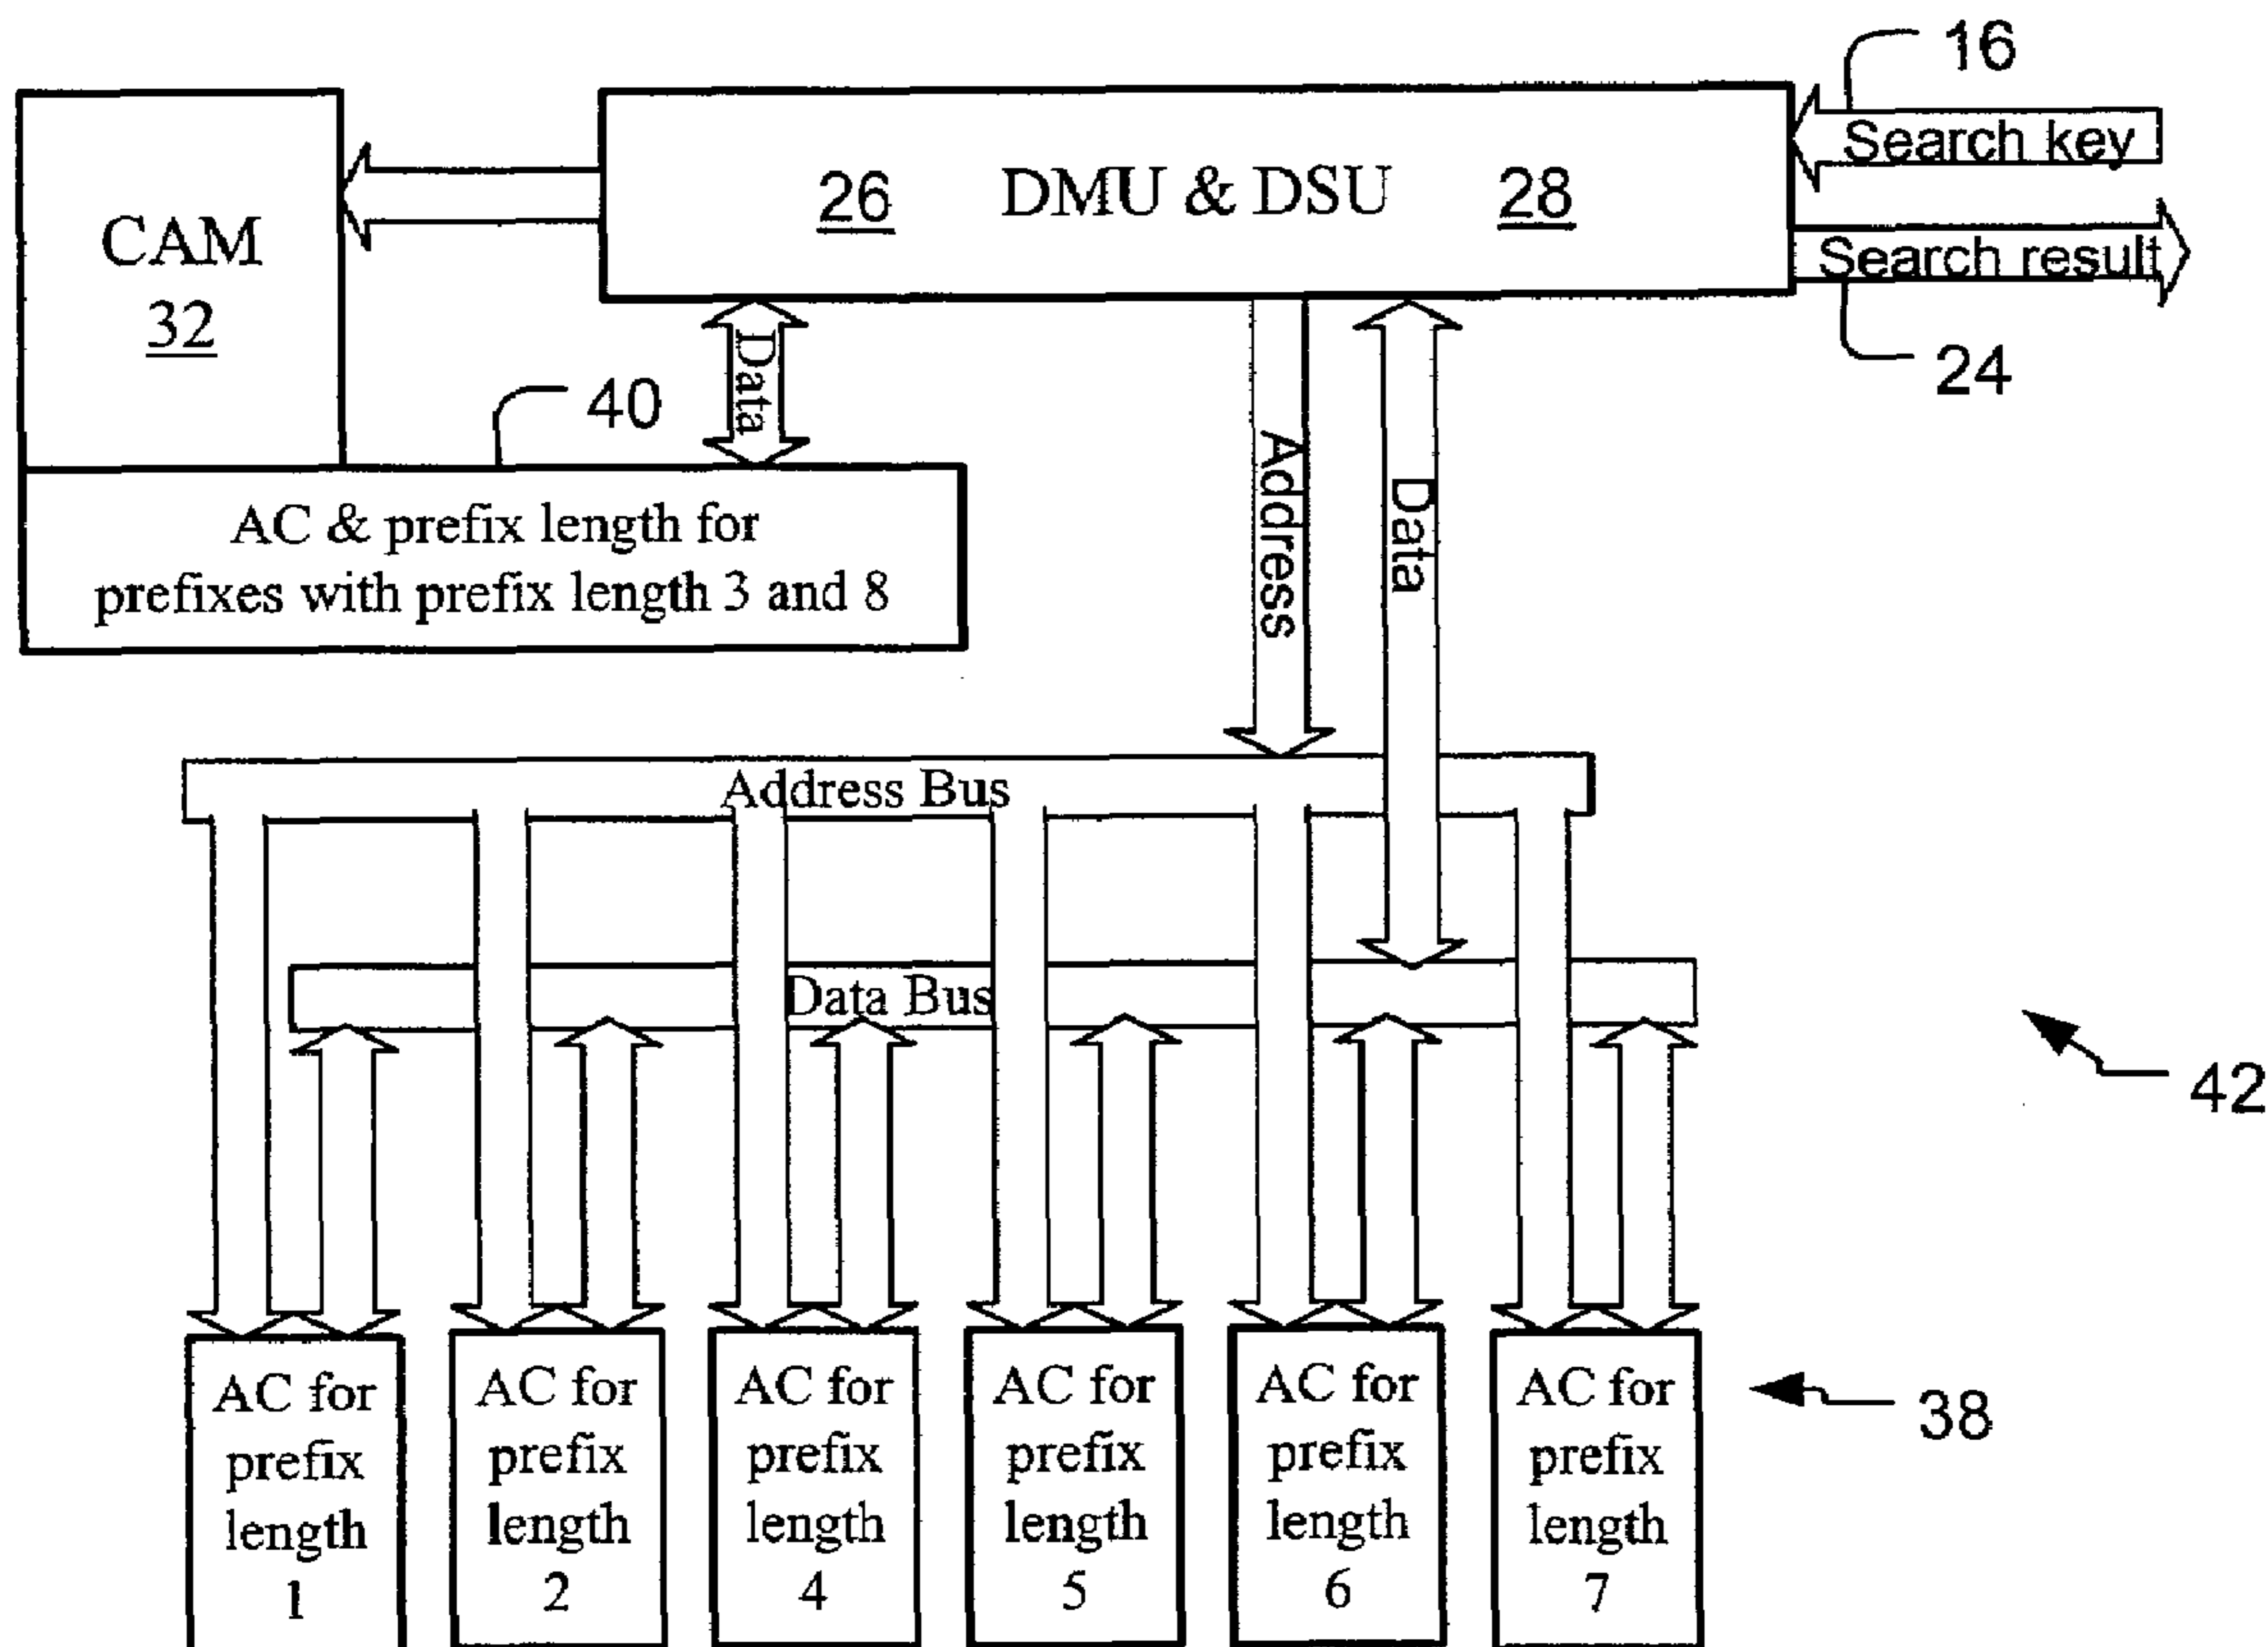 16
Search key
26 DMU & DSU 28
CAM
32
Search result
24
40
Data
Address
Data
AC & prefix length for
prefixes with prefix length 3 and 8
Address Bus
Data Bus
42
38
AC for
prefix
length
1
AC for
prefix
length
2
AC for
prefix
length
4
AC for
prefix
length
5
AC for
prefix
length
6
AC for
prefix
length
7